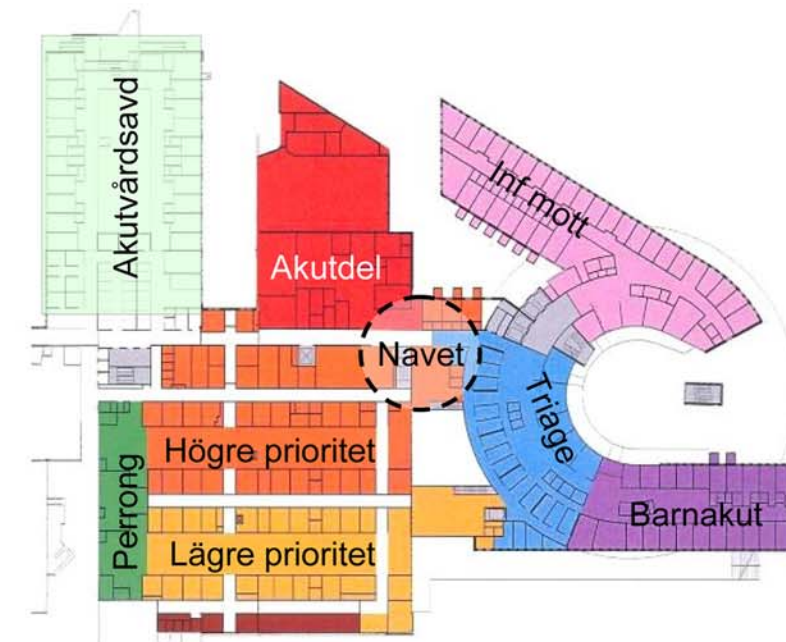 Akutvårdsavd
Inf mott
Akutdel
Navet
Triage
Högre prioritet
Perrong
Barnakut
Lägre prioritet